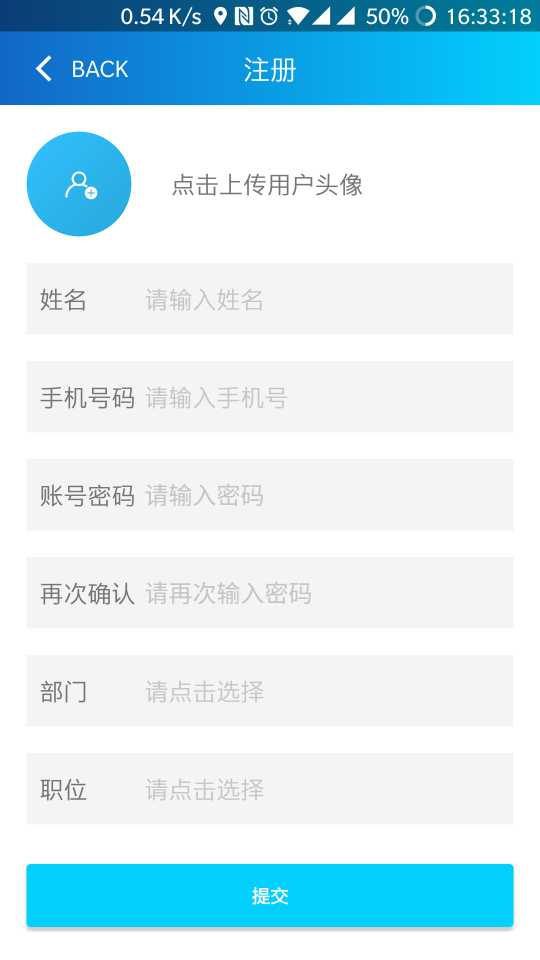 0.54 K/s 50% 16:33:18
BACK 注册
点击上传用户头像
姓名 请输入姓名
手机号码 请输入手机号
账号密码 请输入密码
再次确认 请再次输入密码
部门 请点击选择
职位 请点击选择
提交